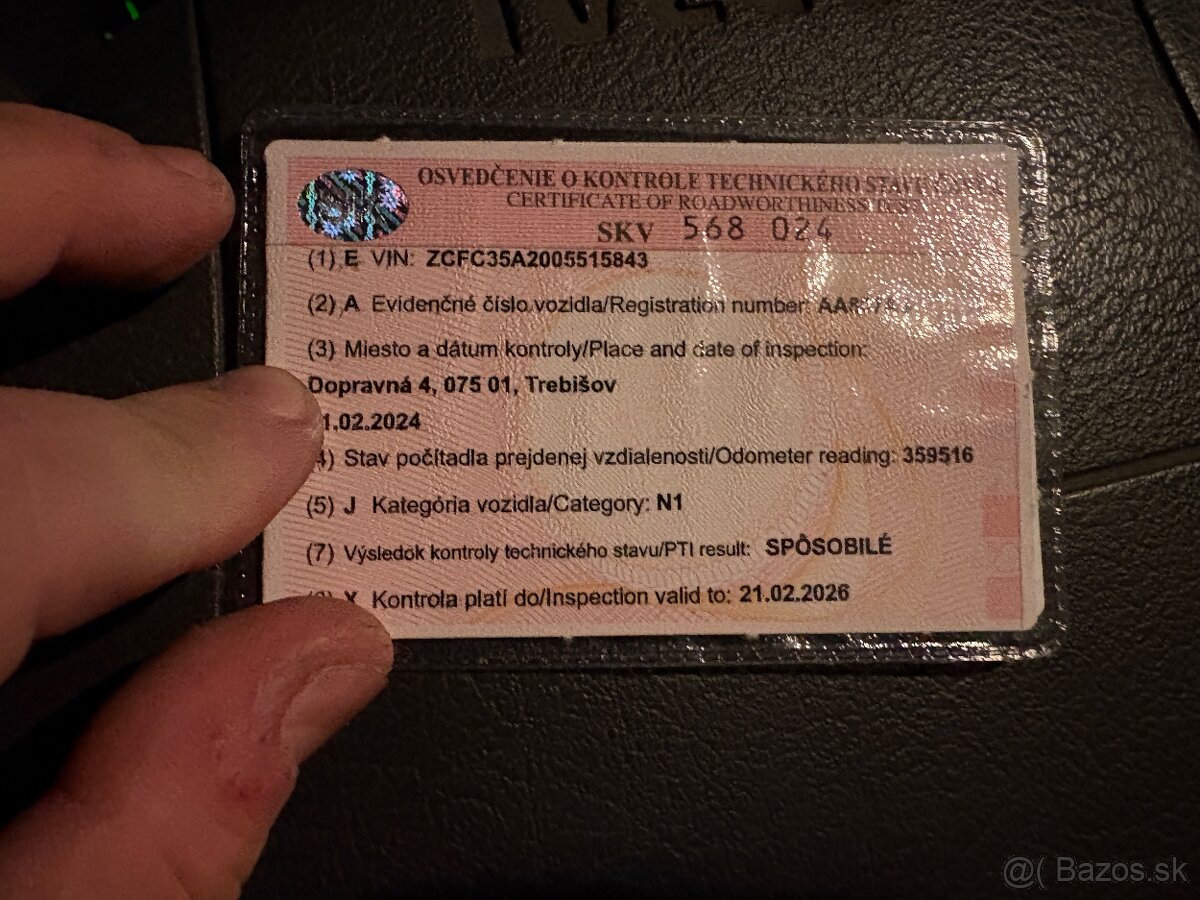 OSVEDČENIE O KONTROLE TECHNICKÉHO
CERTIFICATE OF ROADWORTHINESS
SKV 568 024
(1) E VIN: ZCFC35A2005515843
(2) A Evidenčné číslo vozidla/Registration number:
(3) Miesto a dátum kontroly/Place and date of inspection:
Dopravná 4, 075 01, Trebišov
1.02.2024
4) Stav počítadla prejdenej vzdialenosti/Odometer reading: 359516
(5) J Kategória vozidla/Category: N1
(7) Výsledok kontroly technického stavu/PTI result: SPÔSOBILÉ
X Kontrola platí do/Inspection valid to: 21.02.2026
@( Bazos.sk